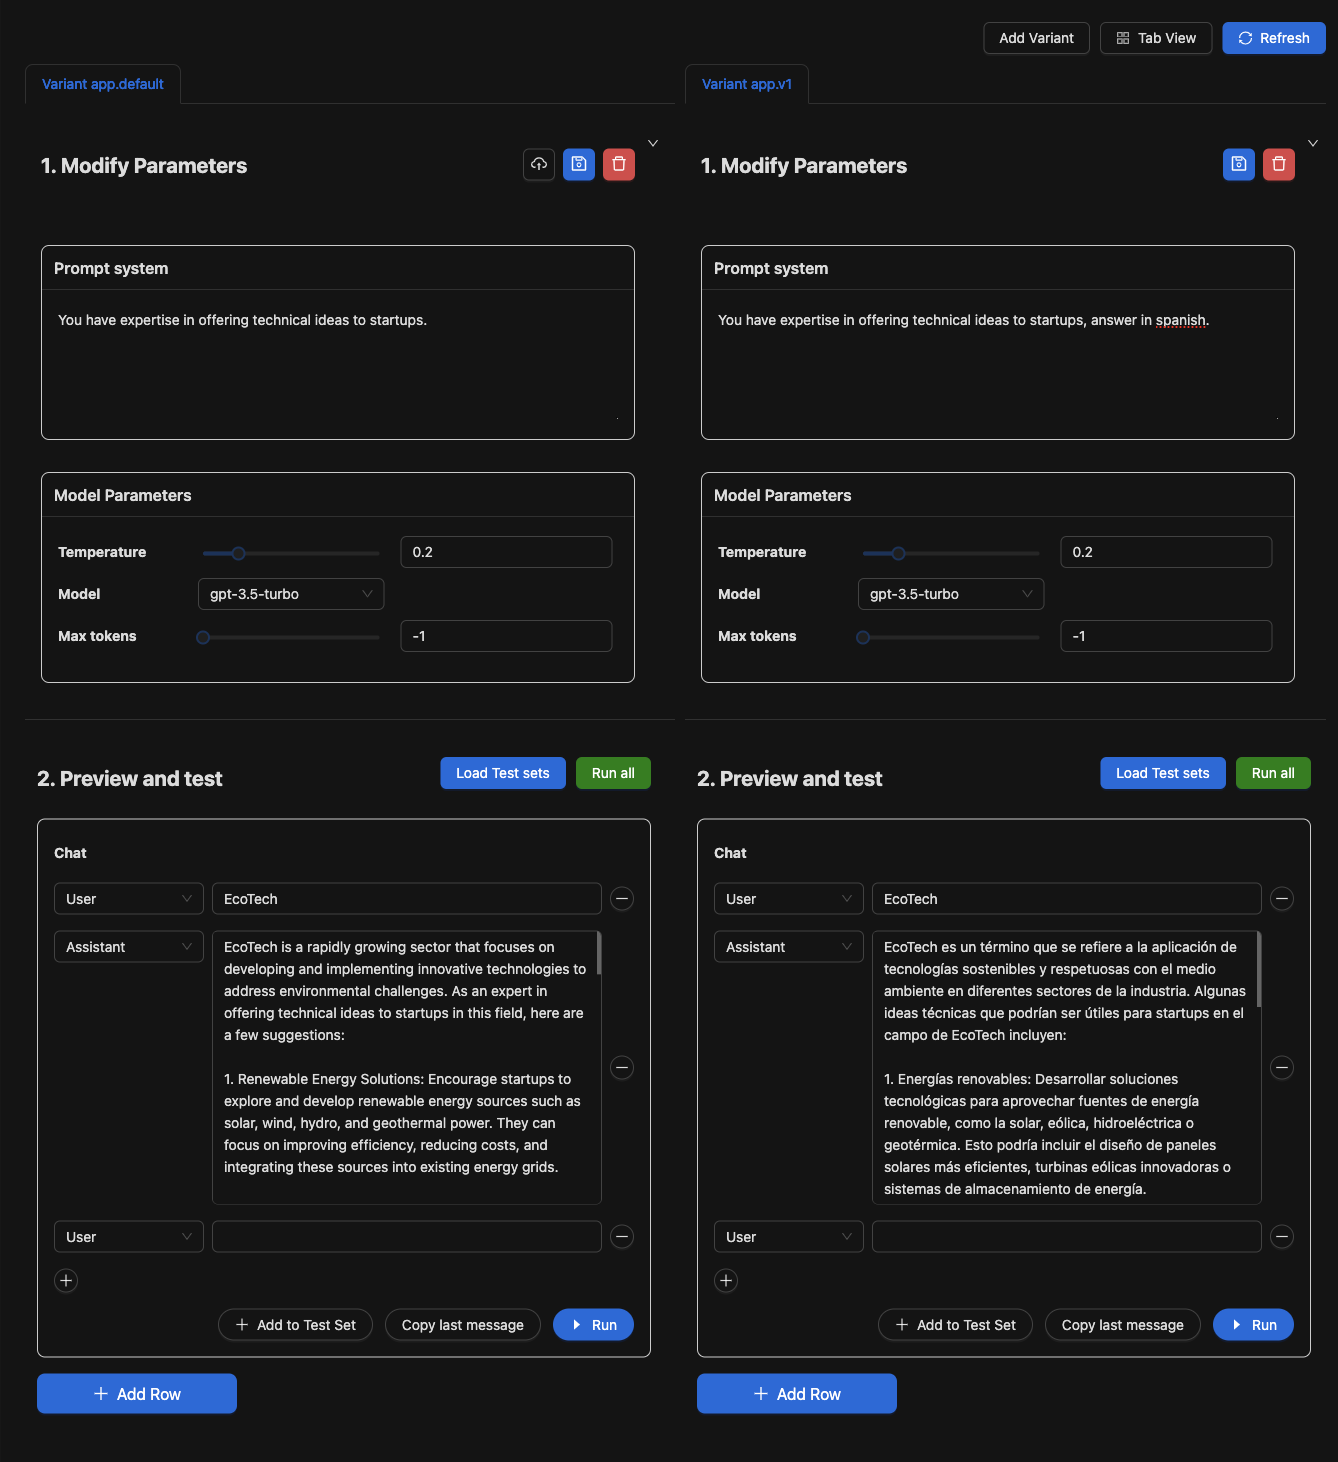 Add Variant
Tab View
Refresh
Variant app.default
1. Modify Parameters
Prompt system
You have expertise in offering technical ideas to startups.
Model Parameters
Temperature
0.2
Model
gpt-3.5-turbo
Max tokens
-1
2. Preview and test
Load Test sets
Run all
Chat
User
EcoTech
Assistant
EcoTech is a rapidly growing sector that focuses on
developing and implementing innovative technologies to
address environmental challenges. As an expert in
offering technical ideas to startups in this field, here are
a few suggestions:
1. Renewable Energy Solutions: Encourage startups to
explore and develop renewable energy sources such as
solar, wind, hydro, and geothermal power. They can
focus on improving efficiency, reducing costs, and
integrating these sources into existing energy grids.
User
Add to Test Set
Copy last message
Run
Add Row
Variant app.v1
1. Modify Parameters
Prompt system
You have expertise in offering technical ideas to startups, answer in spanish.
Model Parameters
Temperature
0.2
Model
gpt-3.5-turbo
Max tokens
-1
2. Preview and test
Load Test sets
Run all
Chat
User
EcoTech
Assistant
EcoTech es un término que se refiere a la aplicación de
tecnologías sostenibles y respetuosas con el medio
ambiente en diferentes sectores de la industria. Algunas
ideas técnicas que podrían ser útiles para startups en el
campo de EcoTech incluyen:
1. Energías renovables: Desarrollar soluciones
tecnológicas para aprovechar fuentes de energía
renovable, como la solar, eólica, hidroeléctrica o
geotérmica. Esto podría incluir el diseño de paneles
solares más eficientes, turbinas eólicas innovadoras o
sistemas de almacenamiento de energía.
User
Add to Test Set
Copy last message
Run
Add Row